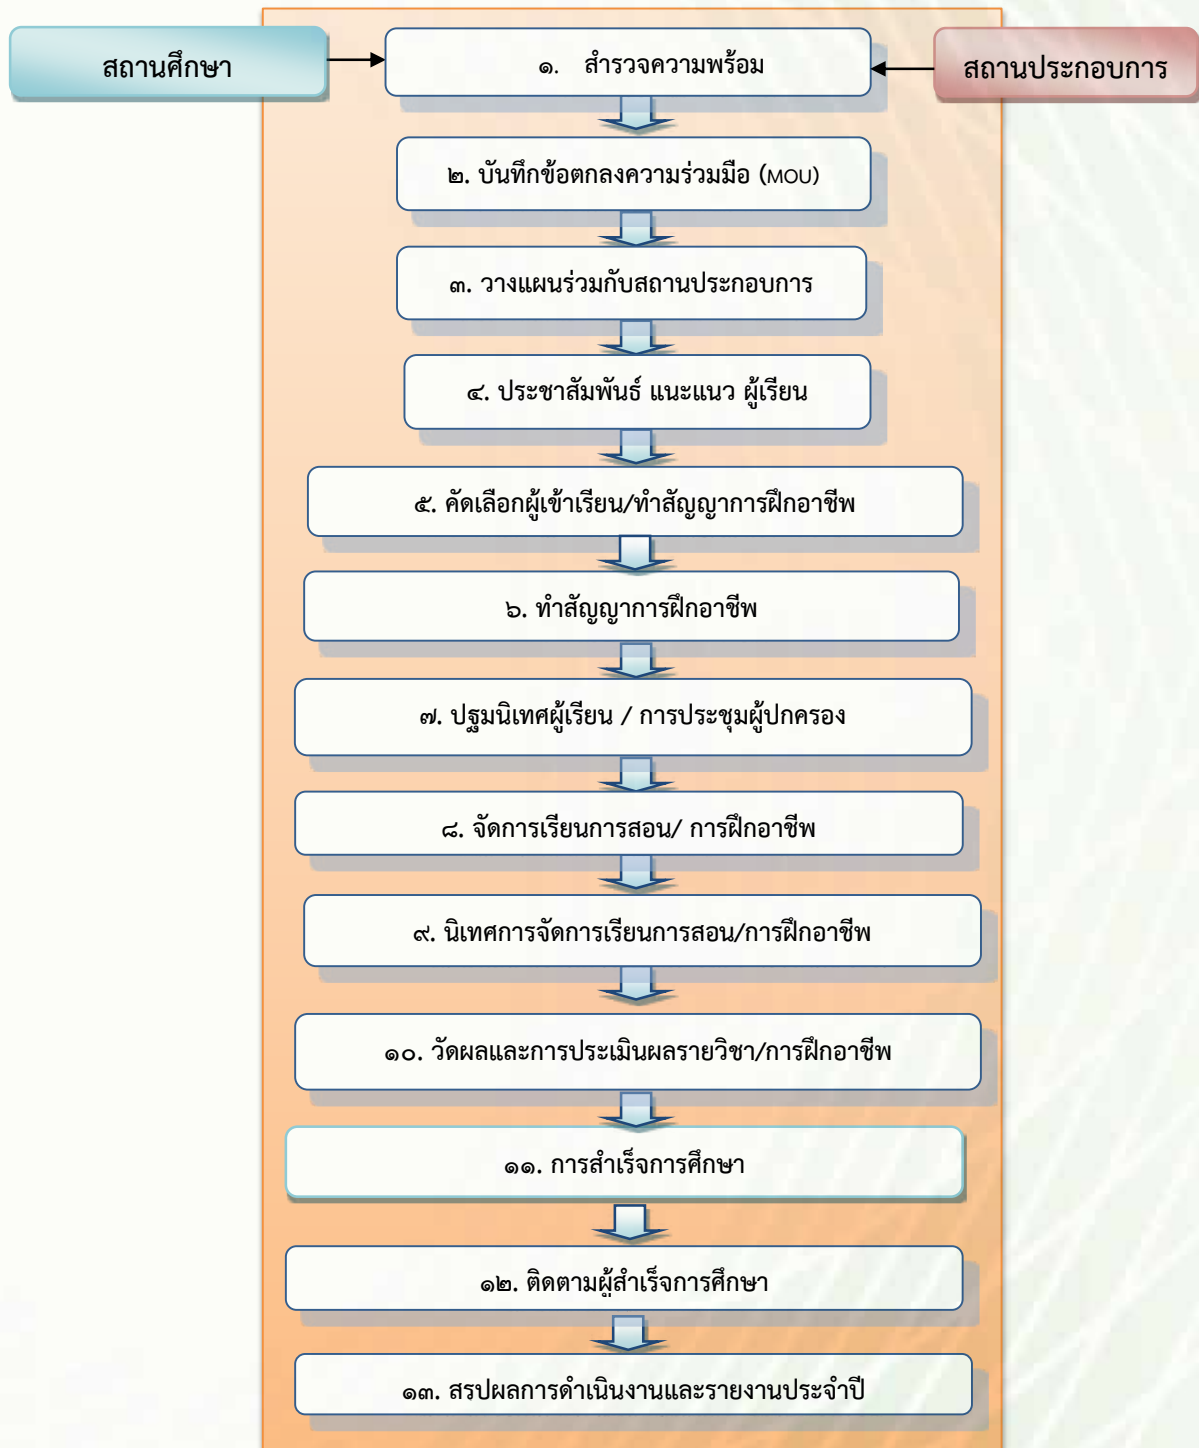 สถานศึกษา
๑. สำรวจความพร้อม
สถานประกอบการ
๒. บันทึกข้อตกลงความร่วมมือ (MOU)
๓. วางแผนร่วมกับสถานประกอบการ
๔. ประชาสัมพันธ์ แนะแนว ผู้เรียน
๕. คัดเลือกผู้เข้าเรียน/ทำสัญญาการฝึกอาชีพ
๖. ทำสัญญาการฝึกอาชีพ
๗. ปฐมนิเทศผู้เรียน / การประชุมผู้ปกครอง
๘. จัดการเรียนการสอน/ การฝึกอาชีพ
๙. นิเทศการจัดการเรียนการสอน/การฝึกอาชีพ
๑๐. วัดผลและการประเมินผลรายวิชา/การฝึกอาชีพ
๑๑. การสำเร็จการศึกษา
๑๒. ติดตามผู้สำเร็จการศึกษา
๑๓. สรุปผลการดำเนินงานและรายงานประจำปี